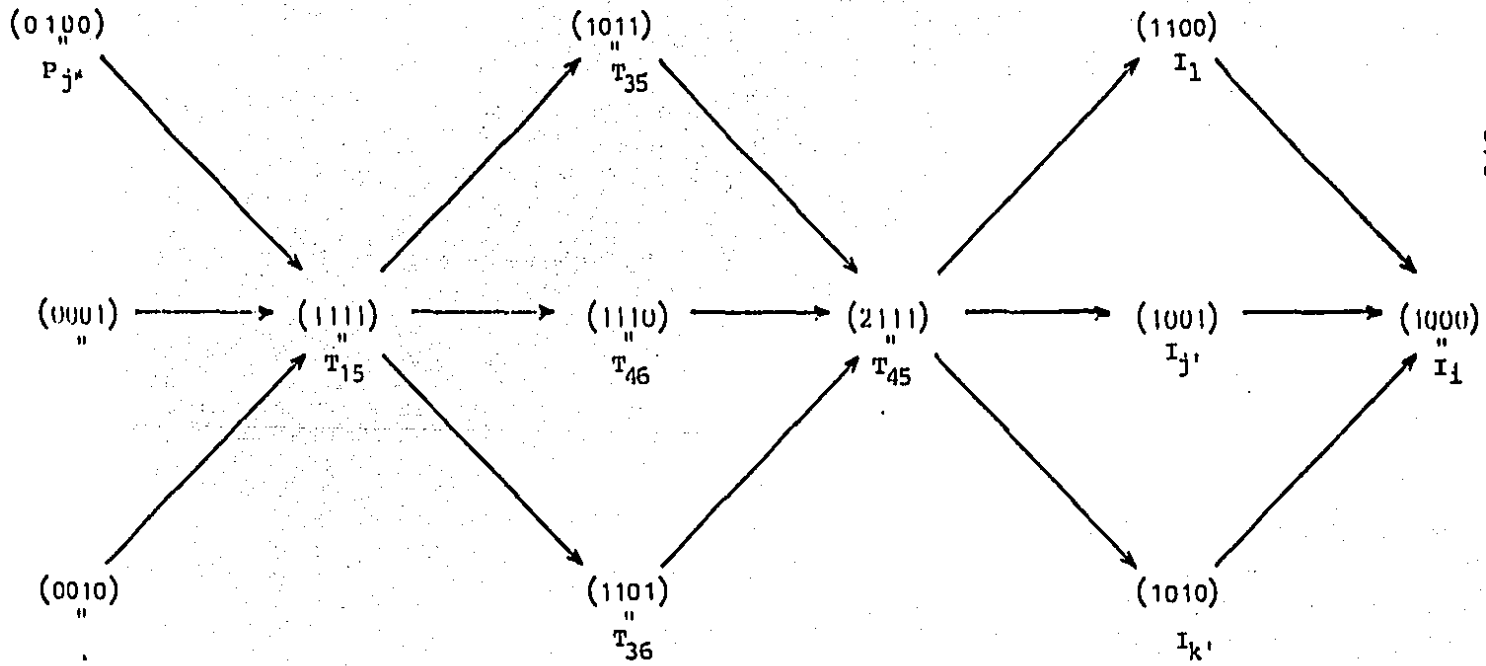 (0100) (1011) (1100)
" " I_1
P_j" T_35
(0001) (1111) (1110) (2111) (1001) (1000)
" " " " I_j' "
T_15 T_46 T_45 I_i
(0010) (1101) (1010)
" " I_k'
T_36